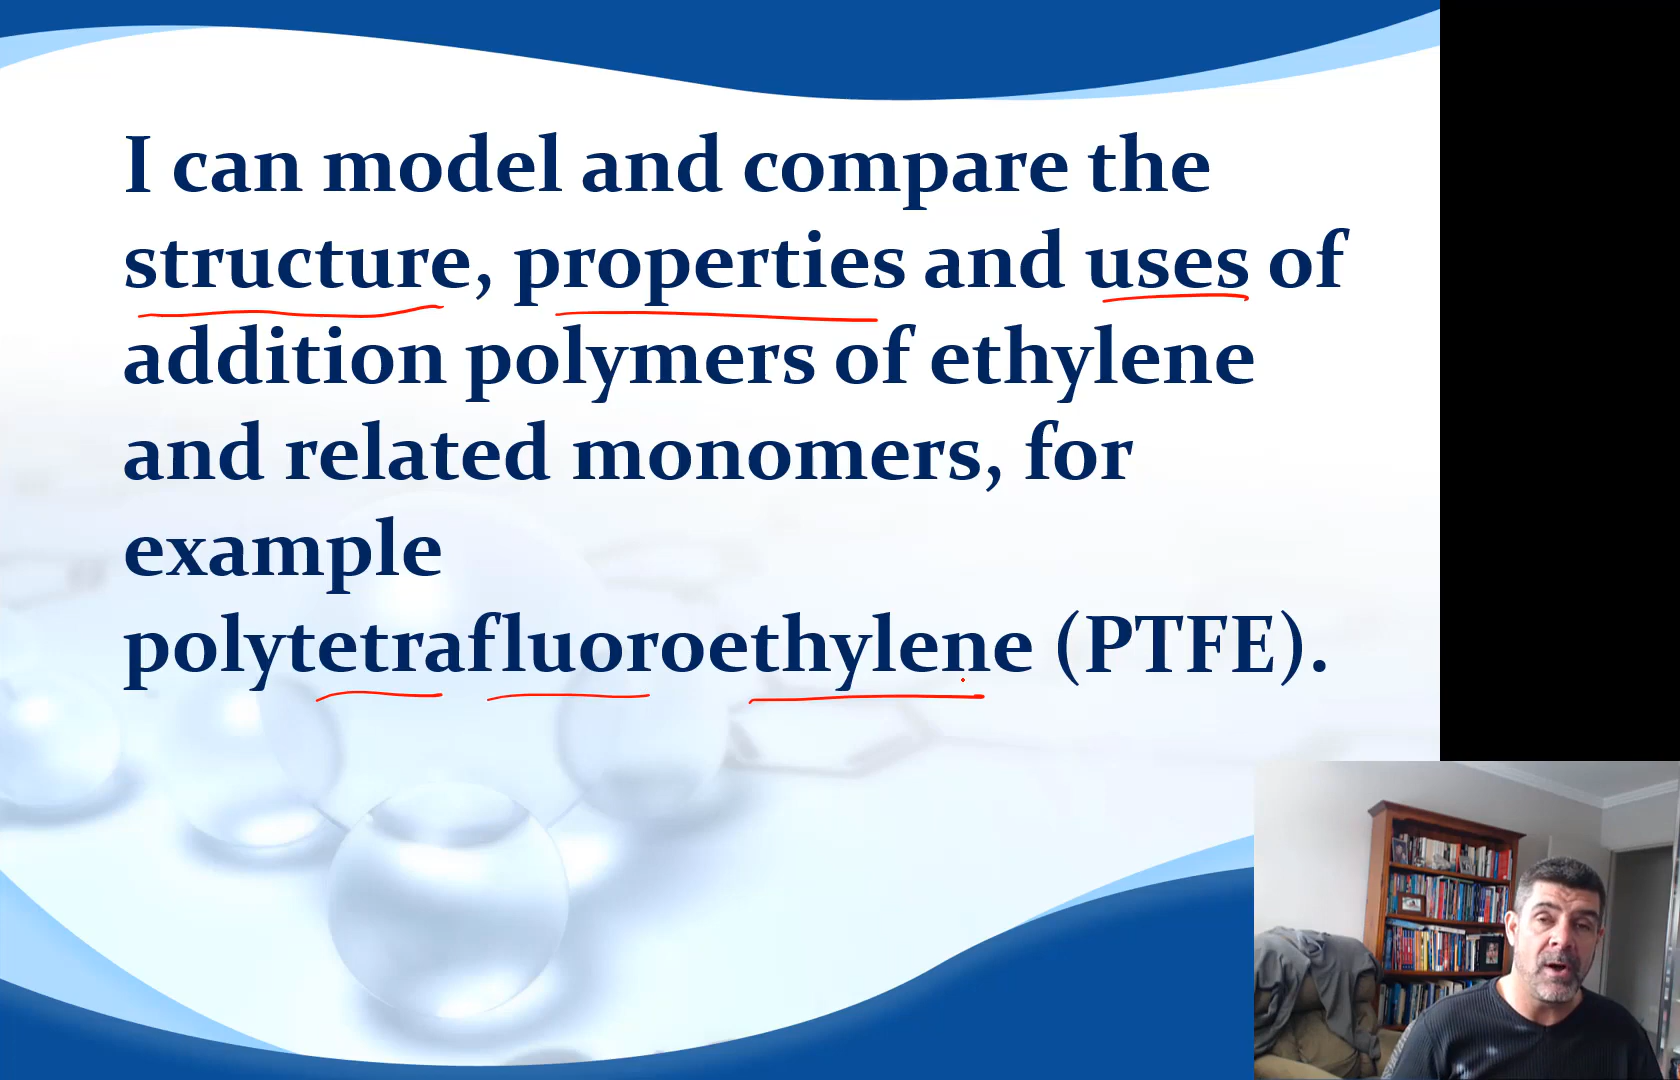 I can model and compare the
structure, properties and uses of
addition polymers of ethylene
and related monomers, for
example
polytetrafluoroethylene (PTFE).